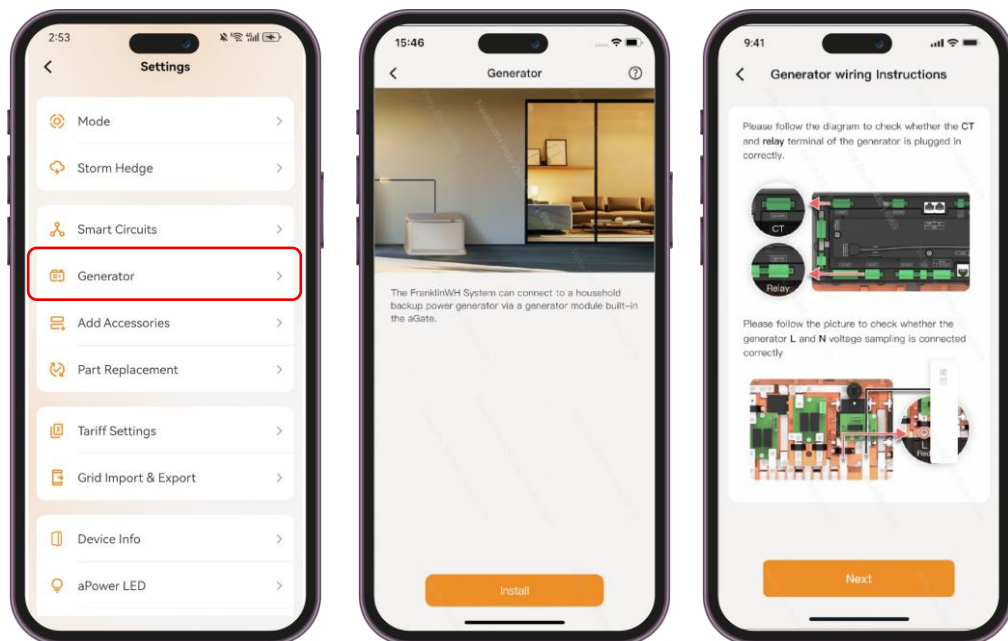 2:53
Settings
Mode
Storm Hedge
Smart Circuits
Generator
Add Accessories
Part Replacement
Tariff Settings
Grid Import & Export
Device Info
aPower LED
15:46
Generator
The FranklinWH System can connect to a household
backup power generator via a generator module built-in
the aGate.
Install
9:41
Generator wiring Instructions
Please follow the diagram to check whether the CT
and relay terminal of the generator is plugged in
correctly.
CT
Relay
Please follow the picture to check whether the
generator L and N voltage sampling is connected
correctly
L
Red
Next